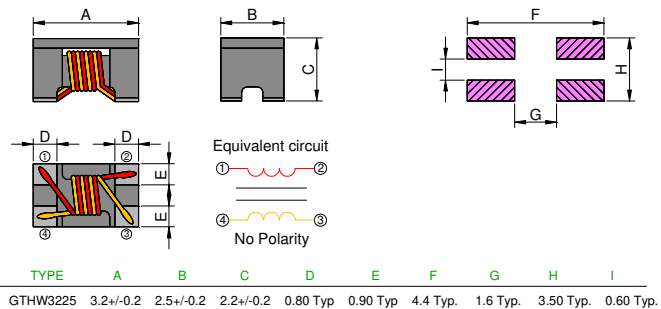 A
B
C
F
I
H
G
D
D
① ②
E
E
④ ③
Equivalent circuit
① ②
④ ③
No Polarity
TYPE A B C D E F G H I
GTHW3225 3.2+/-0.2 2.5+/-0.2 2.2+/-0.2 0.80 Typ 0.90 Typ 4.4 Typ. 1.6 Typ. 3.50 Typ. 0.60 Typ.